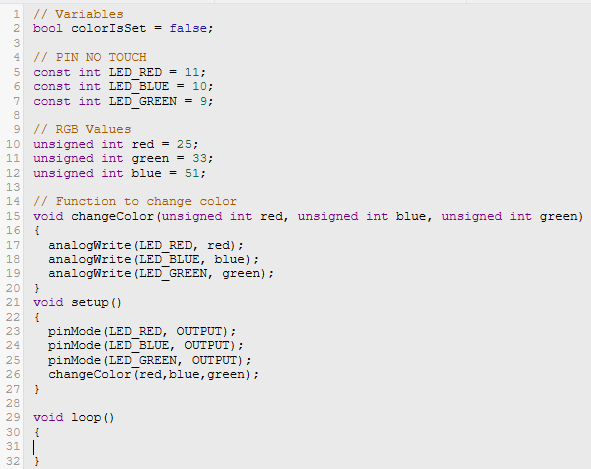 1 // Variables
2 bool colorIsSet = false;
3
4 // PIN NO TOUCH
5 const int LED_RED = 11;
6 const int LED_BLUE = 10;
7 const int LED_GREEN = 9;
8
9 // RGB Values
10 unsigned int red = 25;
11 unsigned int green = 33;
12 unsigned int blue = 51;
13
14 // Function to change color
15 void changeColor(unsigned int red, unsigned int blue, unsigned int green)
16 {
17   analogWrite(LED_RED, red);
18   analogWrite(LED_BLUE, blue);
19   analogWrite(LED_GREEN, green);
20 }
21 void setup()
22 {
23   pinMode(LED_RED, OUTPUT);
24   pinMode(LED_BLUE, OUTPUT);
25   pinMode(LED_GREEN, OUTPUT);
26   changeColor(red,blue,green);
27 }
28
29 void loop()
30 {
31
32 }